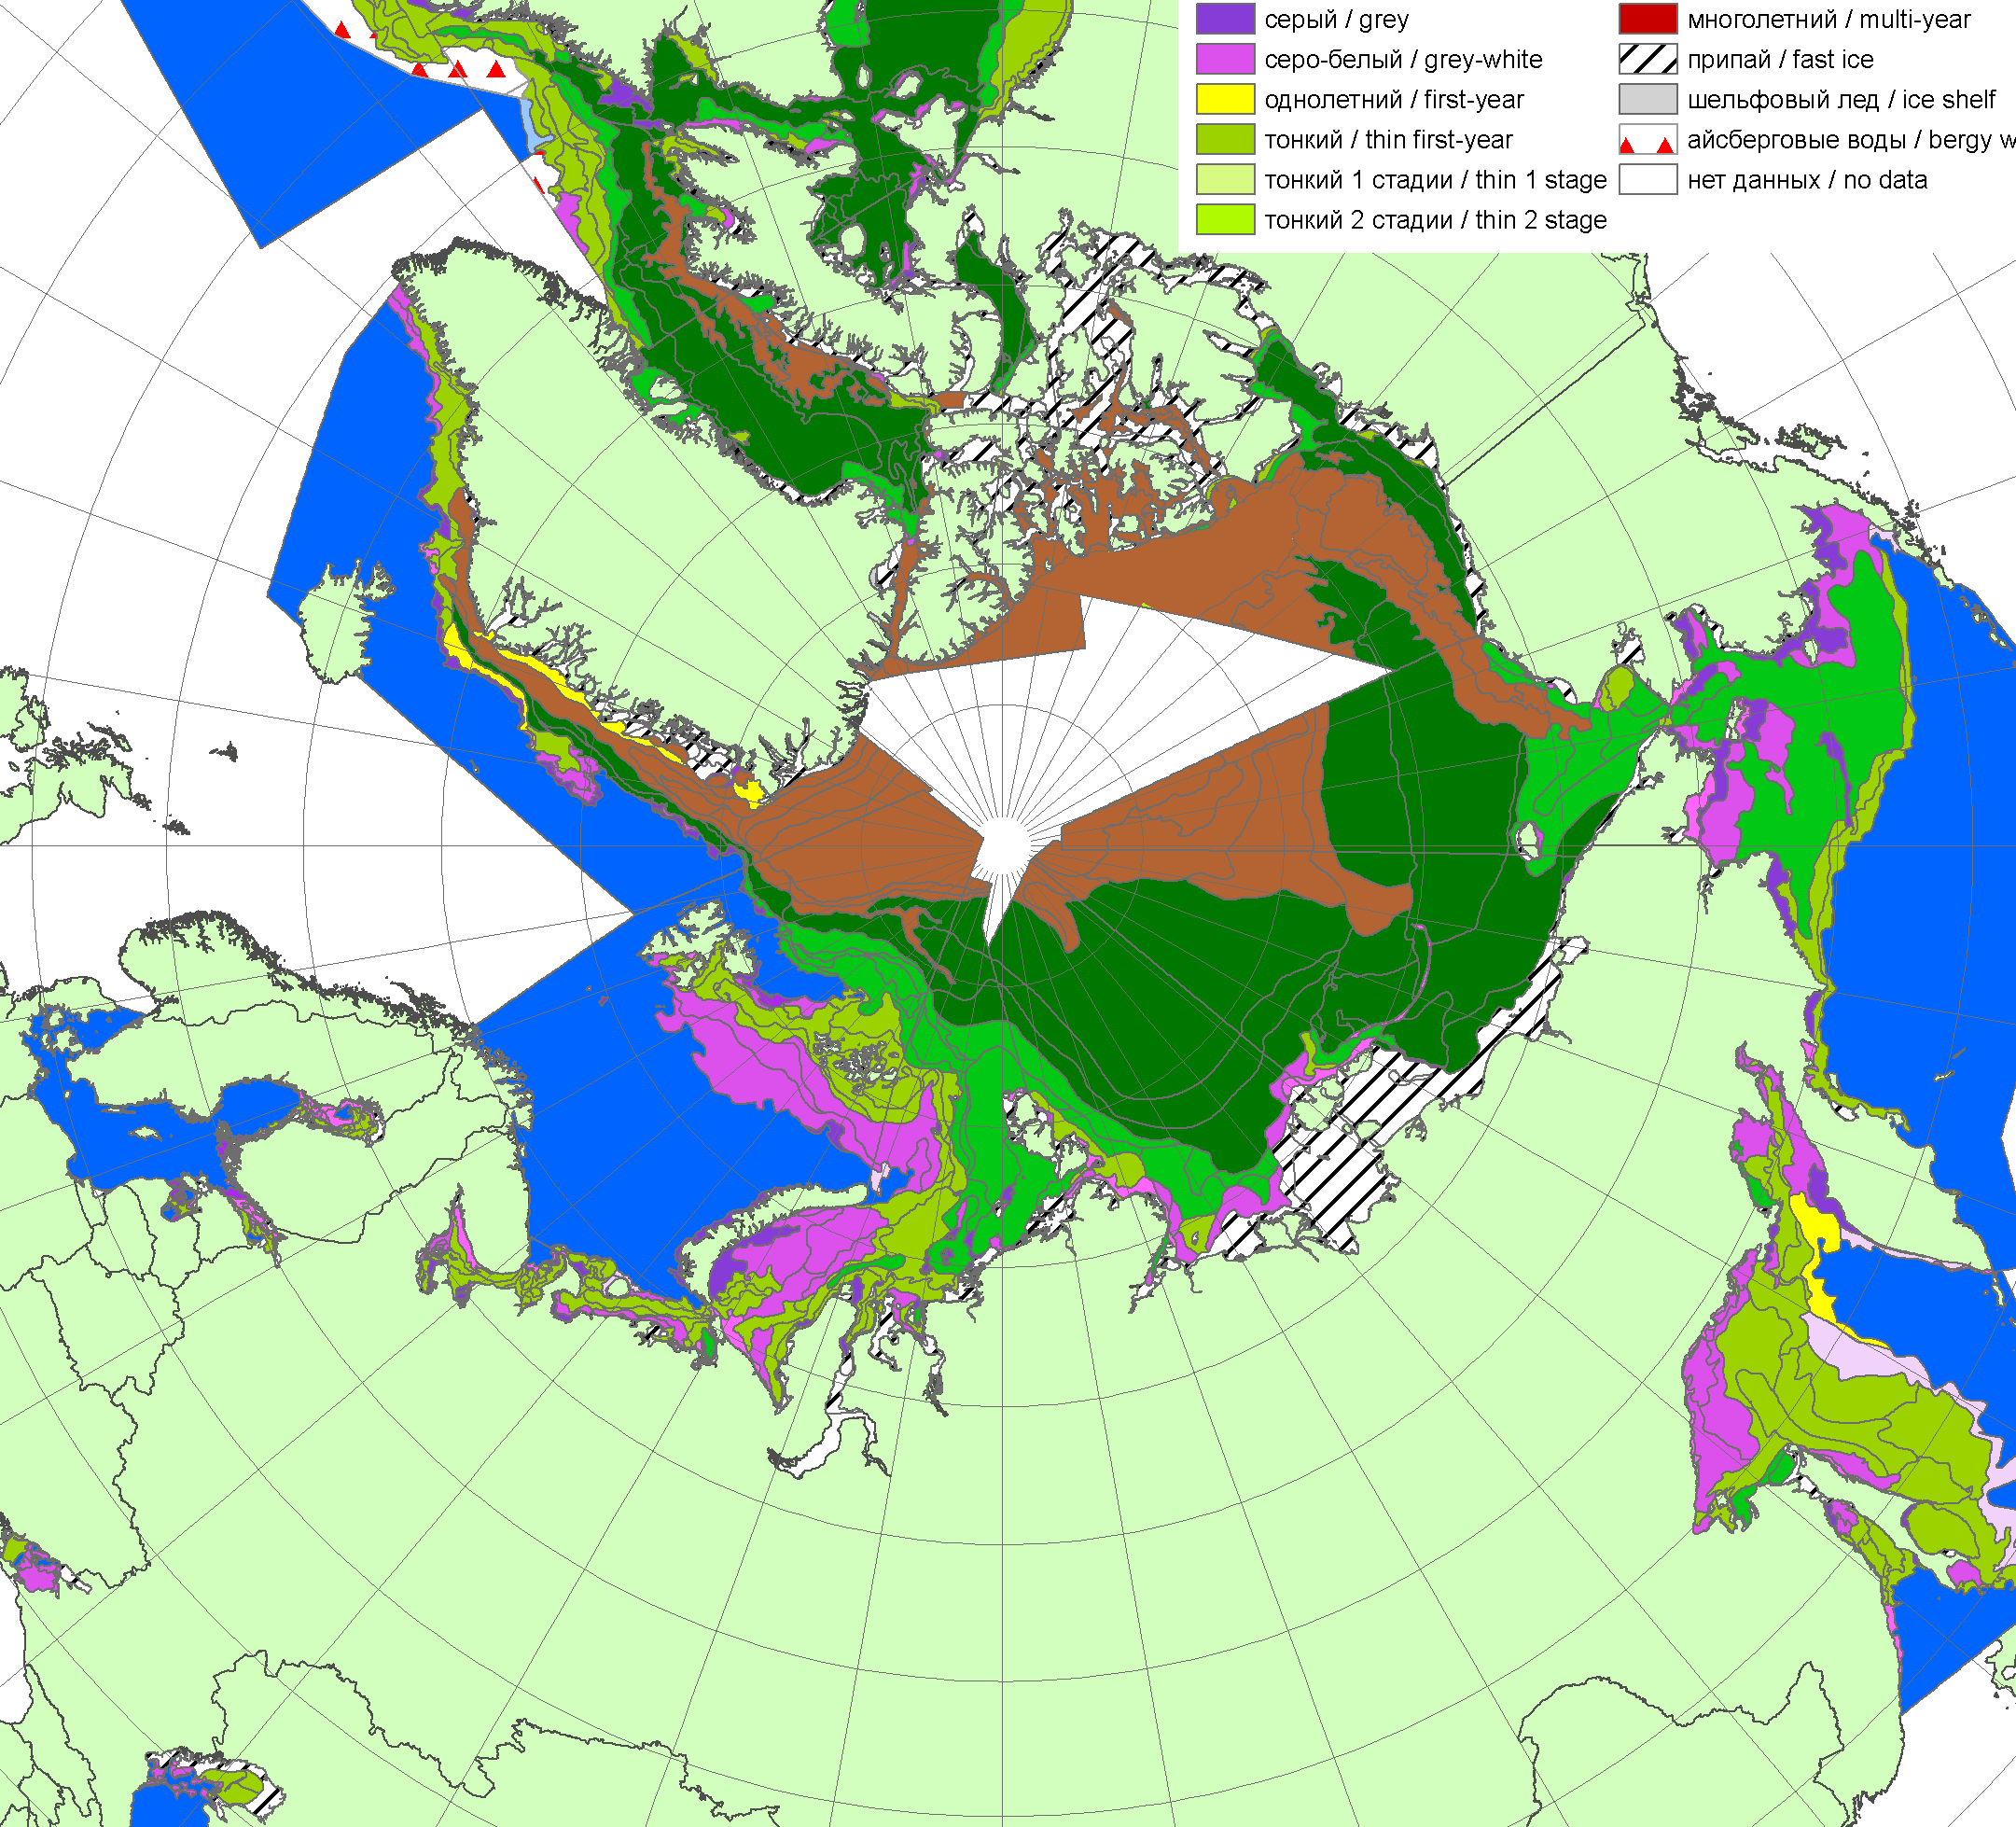 серый / grey
серо-белый / grey-white
однолетний / first-year
тонкий / thin first-year
тонкий 1 стадии / thin 1 stage
тонкий 2 стадии / thin 2 stage
многолетний / multi-year
припай / fast ice
шельфовый лед / ice shelf
айсберговые воды / bergy w
нет данных / no data